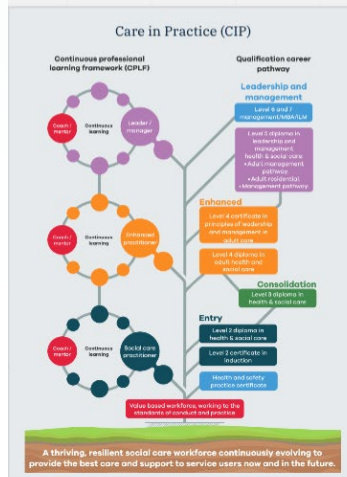 Care in Practice (CIP)
Continuous professional
learning framework (CPLF)
Qualification career
pathway
Leadership and
management
Level 6 and 7
management/MBA/ILM
Leader /
manager
Coach /
mentor
Continuous
learning
Level 5 diploma in
leadership and
management
health & social care
•Adult management
pathway
•Adult residential
•Management pathway
Enhanced
Level 4 certificate in
principles of leadership
and management in
adult care
Enhanced
practitioner
Coach /
mentor
Continuous
learning
Level 4 diploma in
adult health and
social care
Consolidation
Level 3 diploma in
health & social care
Entry
Level 2 diploma in
health & social care
Social care
practitioner
Coach /
mentor
Continuous
learning
Level 2 certificate in
induction
Health and safety
practice certificate
Value based workforce, working to the
standards of conduct and practice
A thriving, resilient social care workforce continuously evolving to
provide the best care and support to service users now and in the future.